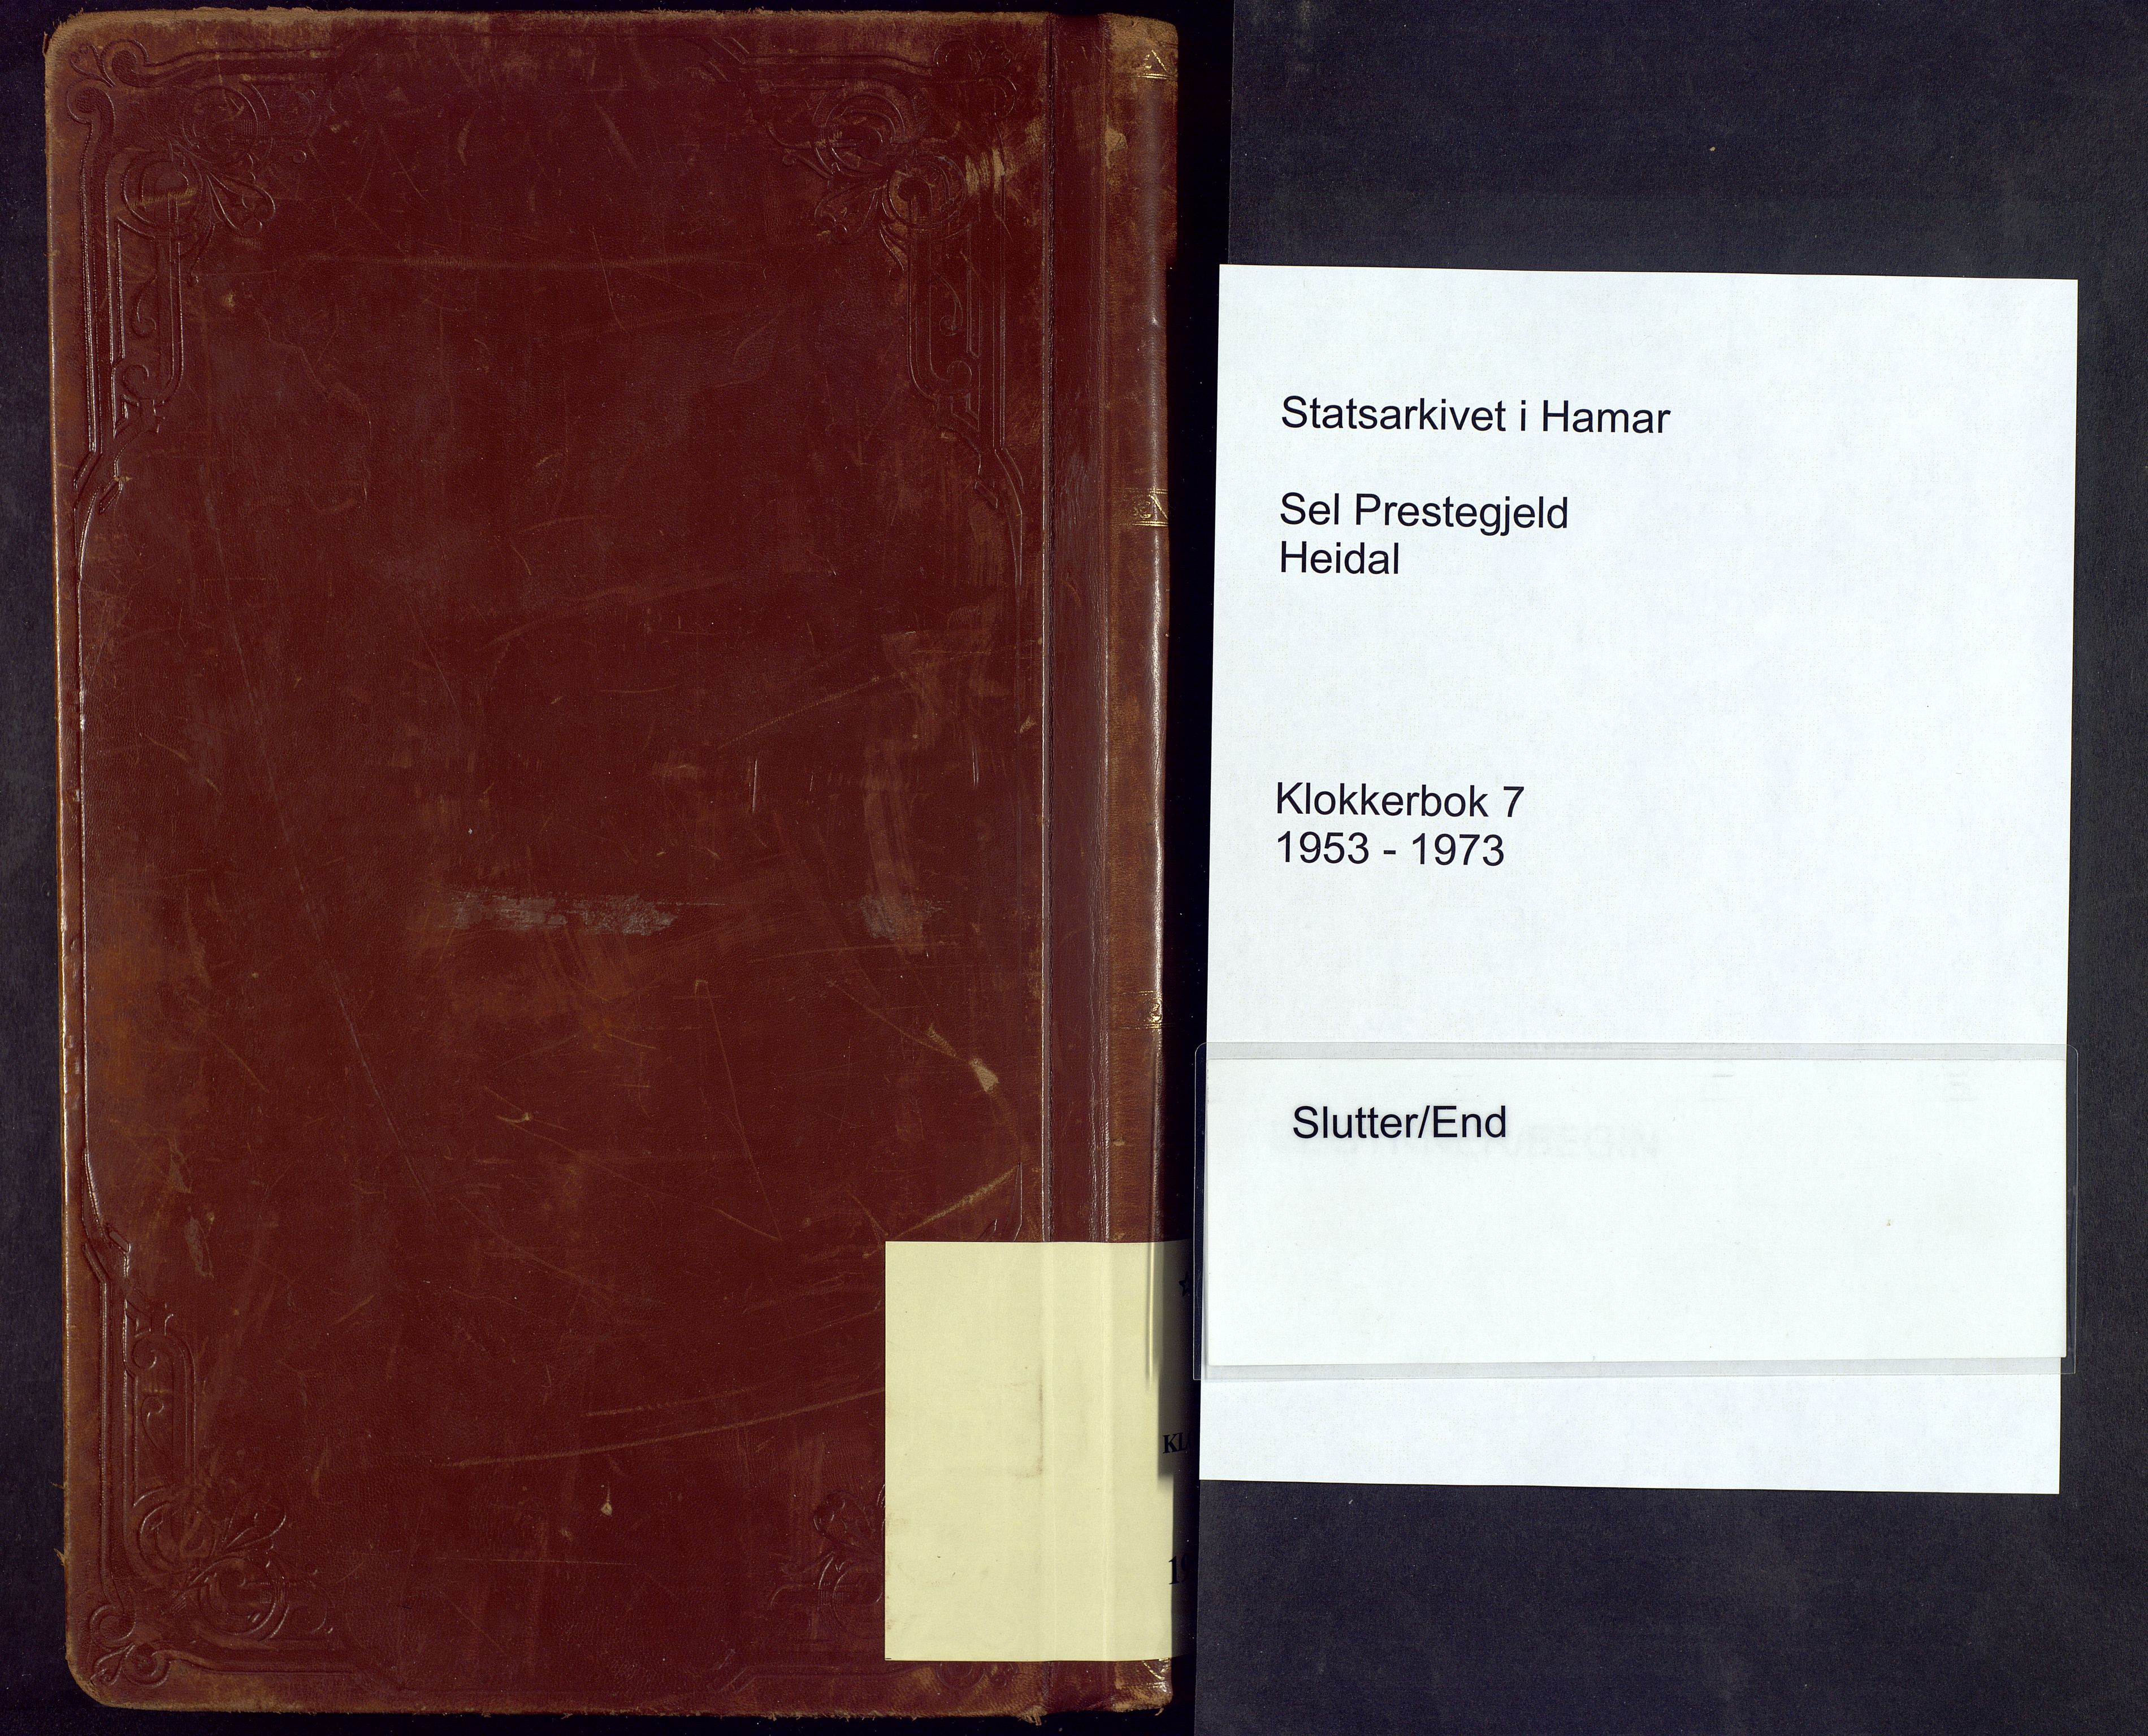 Statsarkivet i Hamar
Sel Prestegjeld
Heidal
Klokkerbok 7
1953 - 1973
Slutter/End